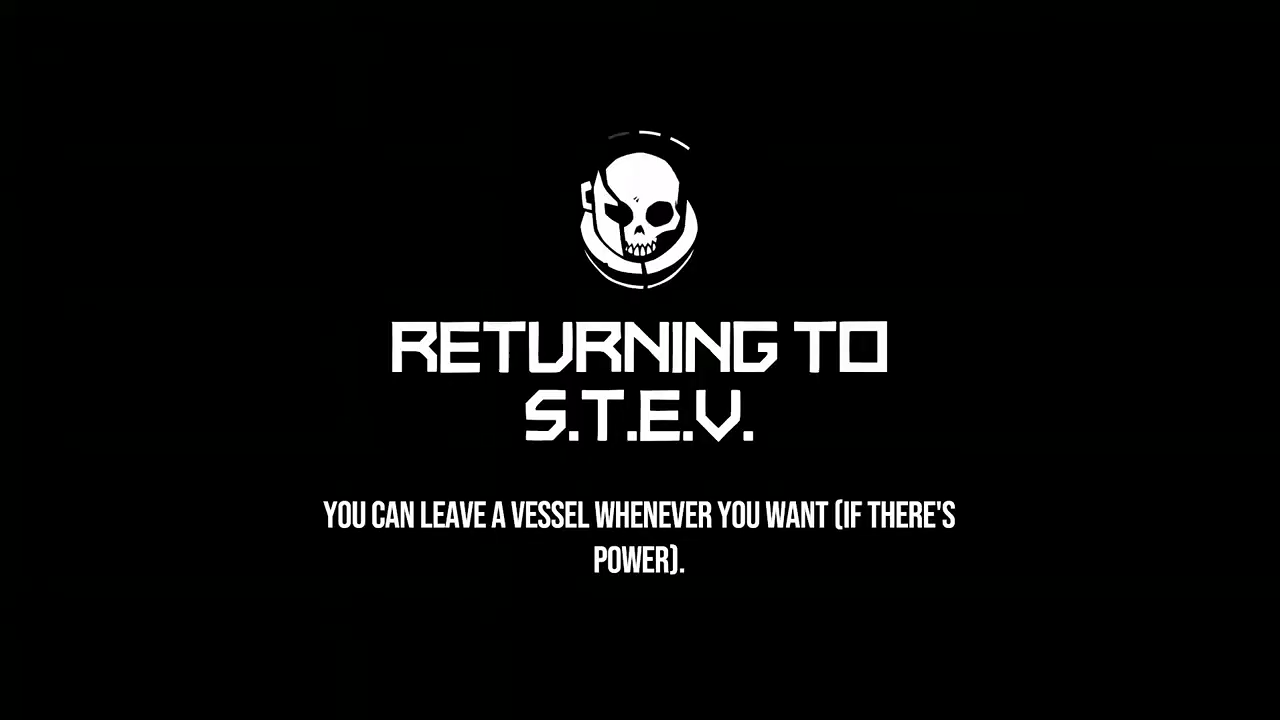 RETURNING TO
S.T.E.V.
YOU CAN LEAVE A VESSEL WHENEVER YOU WANT (IF THERE'S
POWER).